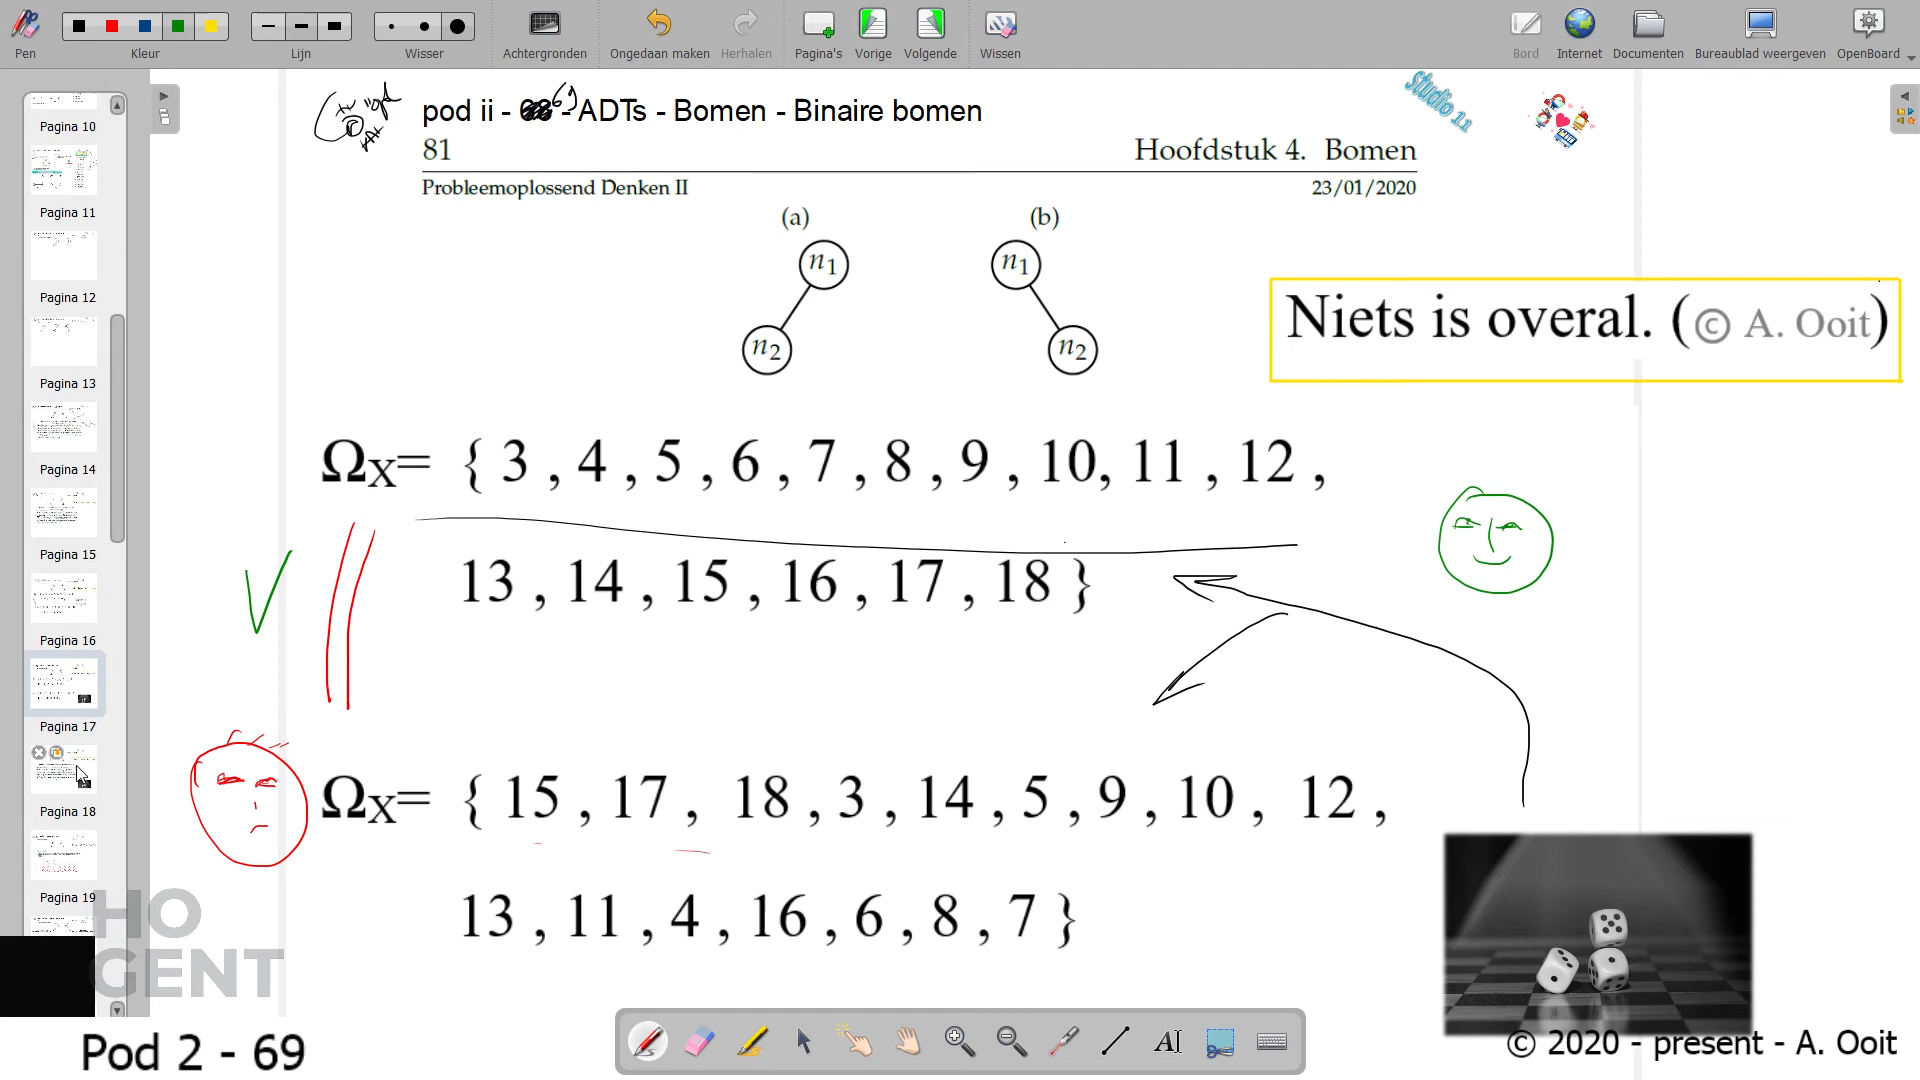 Pen
Kleur
Lijn
Wisser
Achtergronden
Ongedaan maken
Herhalen
Pagina's
Vorige
Volgende
Wissen
Bord
Internet
Documenten
Bureaublad weergeven
OpenBoard
Pagina 10
Pagina 11
Pagina 12
Pagina 13
Pagina 14
Pagina 15
Pagina 16
Pagina 17
Pagina 18
Pagina 19
pod ii - 69 - ADTs - Bomen - Binaire bomen
Studio 11
81 Hoofdstuk 4. Bomen
Probleemoplossend Denken II 23/01/2020
(a) (b)
n1 n1
n2 n2
Niets is overal. (© A. Ooit)
ΩX= { 3 , 4 , 5 , 6 , 7 , 8 , 9 , 10, 11 , 12 ,
13 , 14 , 15 , 16 , 17 , 18 }
ΩX= { 15 , 17 , 18 , 3 , 14 , 5 , 9 , 10 , 12 ,
13 , 11 , 4 , 16 , 6 , 8 , 7 }
HO
GENT
Pod 2 - 69
© 2020 - present - A. Ooit